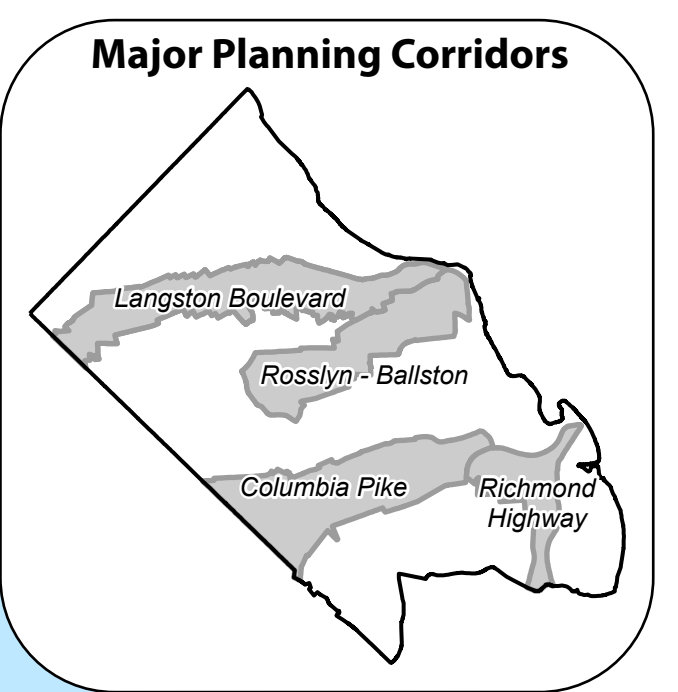 Major Planning Corridors
Langston Boulevard
Rosslyn - Ballston
Columbia Pike
Richmond
Highway